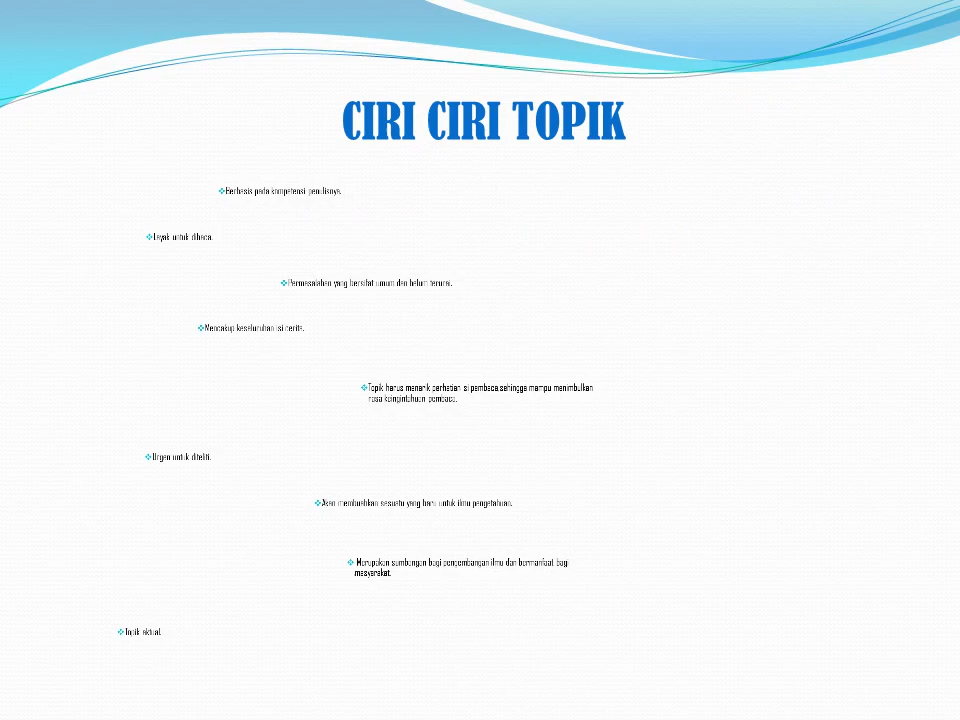 CIRI CIRI TOPIK
❖Berbasis pada kompetensi penulisnya.
❖Layak untuk dibaca.
❖Permasalahan yang bersifat umum dan belum terurai.
❖Mencakup keseluruhan isi cerita.
❖Topik harus menarik perhatian si pembaca,sehingga mampu menimbulkan
rasa keingintahuan pembaca.
❖Urgen untuk diteliti.
❖Akan membuahkan sesuatu yang baru untuk ilmu pengetahuan.
❖ Merupakan sumbangan bagi pengembangan ilmu dan bermanfaat bagi
masyarakat.
❖Topik aktual.